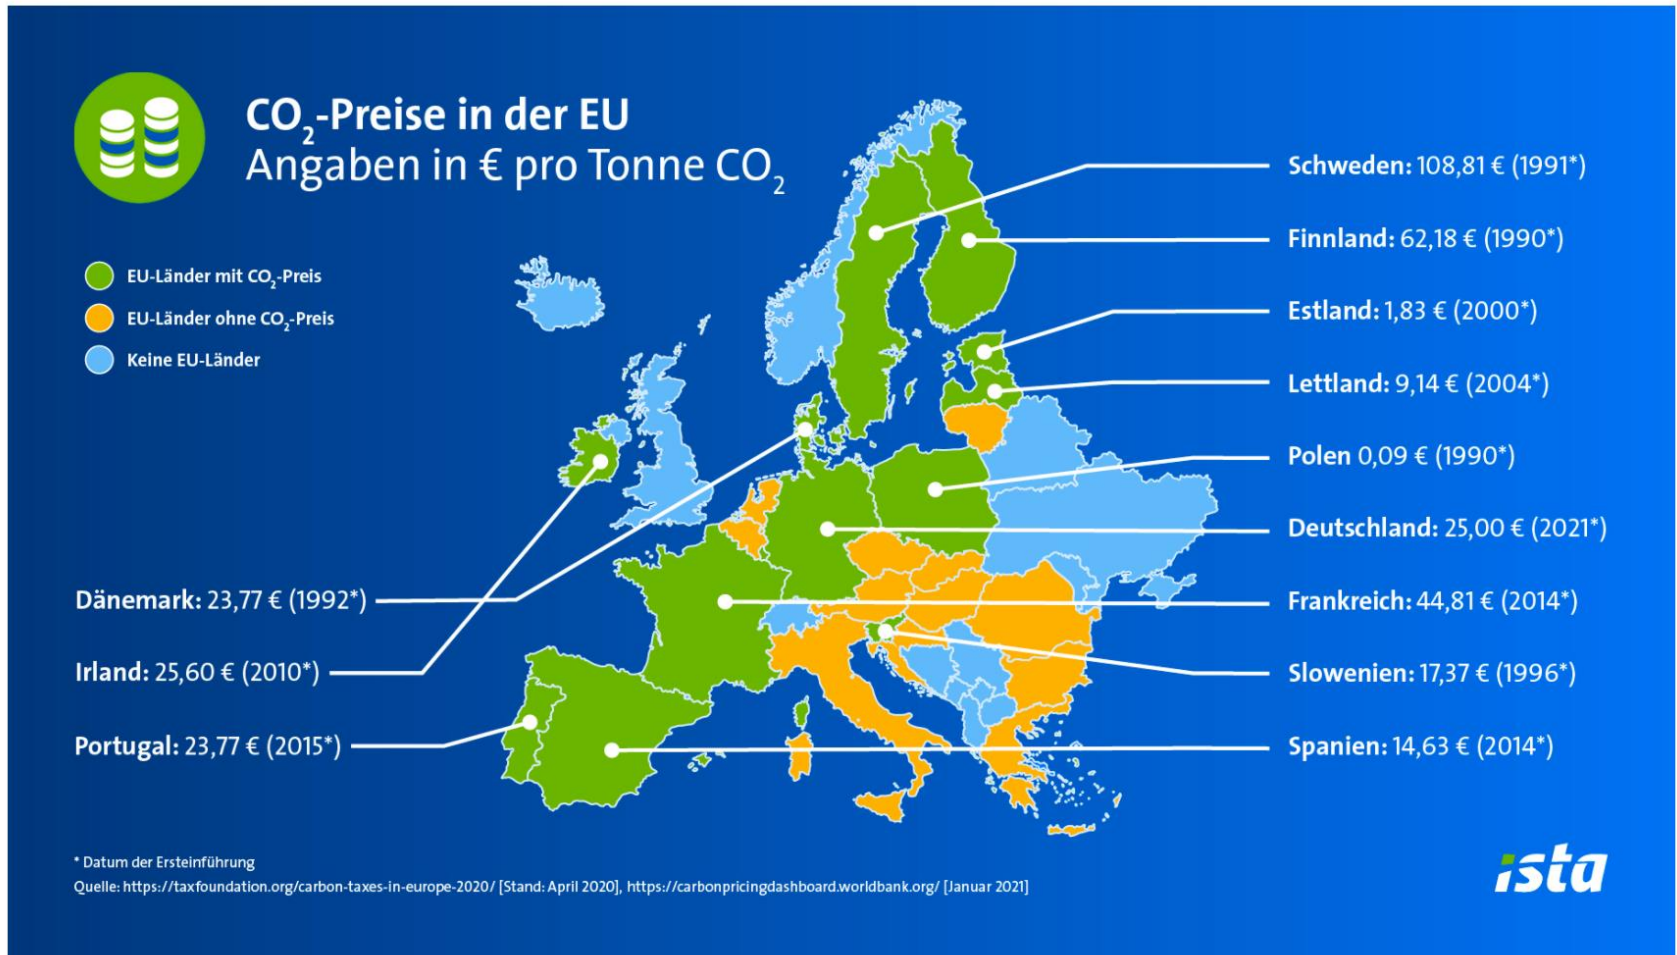 CO₂-Preise in der EU
Angaben in € pro Tonne CO₂
EU-Länder mit CO₂-Preis
EU-Länder ohne CO₂-Preis
Keine EU-Länder
Schweden: 108,81 € (1991*)
Finnland: 62,18 € (1990*)
Estland: 1,83 € (2000*)
Lettland: 9,14 € (2004*)
Polen 0,09 € (1990*)
Deutschland: 25,00 € (2021*)
Frankreich: 44,81 € (2014*)
Slowenien: 17,37 € (1996*)
Spanien: 14,63 € (2014*)
Dänemark: 23,77 € (1992*)
Irland: 25,60 € (2010*)
Portugal: 23,77 € (2015*)
* Datum der Ersteinführung
Quelle: https://taxfoundation.org/carbon-taxes-in-europe-2020/ [Stand: April 2020], https://carbonpricingdashboard.worldbank.org/ [Januar 2021]
ista